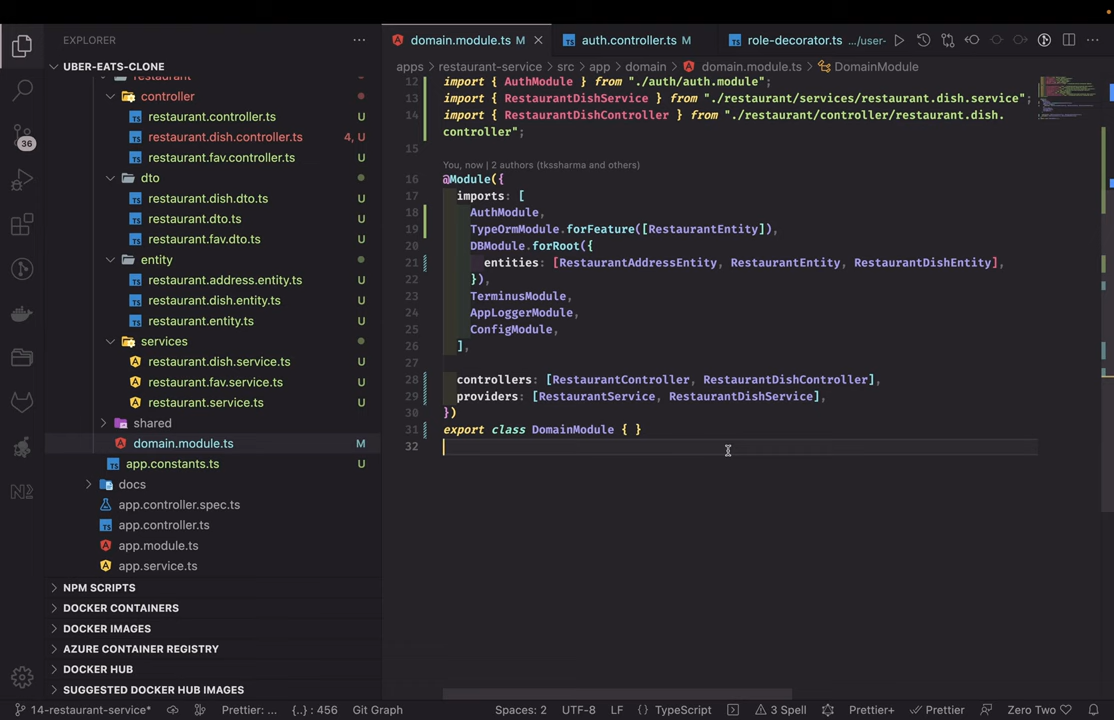 EXPLORER
UBER-EATS-CLONE
restaurant
controller
restaurant.controller.ts U
restaurant.dish.controller.ts 4, U
restaurant.fav.controller.ts U
dto
restaurant.dish.dto.ts U
restaurant.dto.ts U
restaurant.fav.dto.ts U
entity
restaurant.address.entity.ts U
restaurant.dish.entity.ts U
restaurant.entity.ts U
services
restaurant.dish.service.ts U
restaurant.fav.service.ts U
restaurant.service.ts U
shared
domain.module.ts M
app.constants.ts U
docs
app.controller.spec.ts
app.controller.ts
app.module.ts
app.service.ts
NPM SCRIPTS
DOCKER CONTAINERS
DOCKER IMAGES
AZURE CONTAINER REGISTRY
DOCKER HUB
SUGGESTED DOCKER HUB IMAGES
36
domain.module.ts M auth.controller.ts M role-decorator.ts .../user-
apps > restaurant-service > src > app > domain > domain.module.ts > DomainModule
12 import { AuthModule } from "./auth/auth.module";
13 import { RestaurantDishService } from "./restaurant/services/restaurant.dish.service";
14 import { RestaurantDishController } from "./restaurant/controller/restaurant.dish.
controller";
15
You, now | 2 authors (tkssharma and others)
16 @Module({
17 imports: [
18 AuthModule,
19 TypeOrmModule.forFeature([RestaurantEntity]),
20 DBModule.forRoot({
21 entities: [RestaurantAddressEntity, RestaurantEntity, RestaurantDishEntity],
22 }),
23 TerminusModule,
24 AppLoggerModule,
25 ConfigModule,
26 ],
27
28 controllers: [RestaurantController, RestaurantDishController],
29 providers: [RestaurantService, RestaurantDishService],
30 })
31 export class DomainModule { }
32
14-restaurant-service* Prettier: ... {..} : 456 Git Graph Spaces: 2 UTF-8 LF { } TypeScript 3 Spell Prettier+ Prettier Zero Two